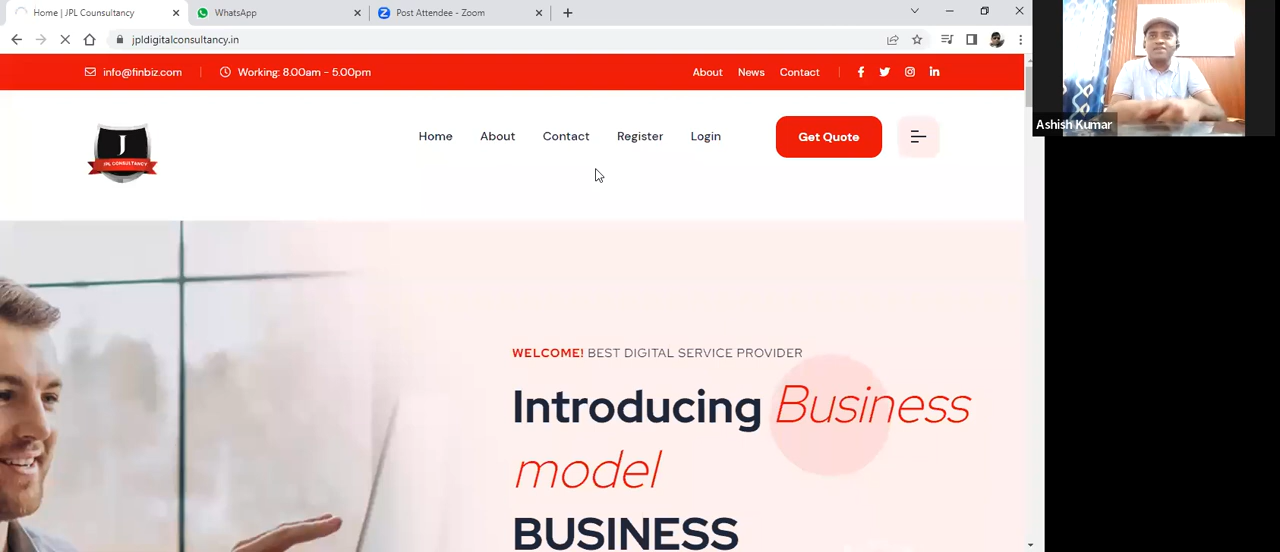 Home | JPL Counsultancy
WhatsApp
Post Attendee - Zoom
jpldigitalconsultancy.in
info@finbiz.com
Working: 8.00am - 5.00pm
About News Contact
J
JPL CONSULTANCY
Home About Contact Register Login
Get Quote
WELCOME! BEST DIGITAL SERVICE PROVIDER
Introducing Business
model
BUSINESS
Ashish Kumar